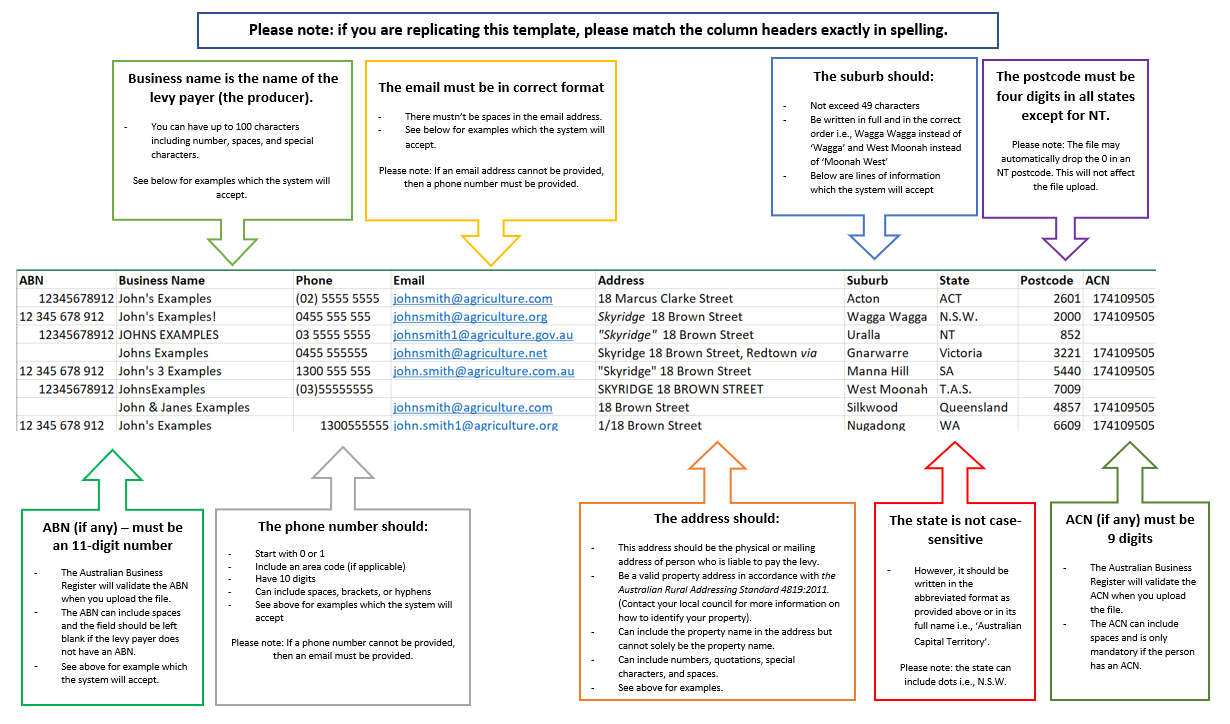 Please note: if you are replicating this template, please match the column headers exactly in spelling.
Business name is the name of the
levy payer (the producer).
- You can have up to 100 characters
including number, spaces, and special
characters.
See below for examples which the system will
accept.
The email must be in correct format
- There mustn't be spaces in the email address.
- See below for examples which the system will
accept.
Please note: If an email address cannot be provided,
then a phone number must be provided.
The suburb should:
- Not exceed 49 characters
- Be written in full and in the correct
order i.e., Wagga Wagga instead of
'Wagga' and West Moonah instead
of 'Moonah West'
- Below are lines of information
which the system will accept
The postcode must be
four digits in all states
except for NT.
Please note: The file may
automatically drop the 0 in an
NT postcode. This will not affect
the file upload.
ABN Business Name Phone Email Address Suburb State Postcode ACN
12345678912 John's Examples (02) 5555 5555 johnsmith@agriculture.com 18 Marcus Clarke Street Acton ACT 2601 174109505
12 345 678 912 John's Examples! 0455 555 555 johnsmith@agriculture.org Skyridge 18 Brown Street Wagga Wagga N.S.W. 2000 174109505
12345678912 JOHNS EXAMPLES 03 5555 5555 johnsmith1@agriculture.gov.au "Skyridge" 18 Brown Street Uralla NT 852
Johns Examples 0455 555555 johnsmith@agriculture.net Skyridge 18 Brown Street, Redtown via Gnarwarre Victoria 3221 174109505
12 345 678 912 John's 3 Examples 1300 555 555 john.smith@agriculture.com.au "Skyridge" 18 Brown Street Manna Hill SA 5440 174109505
12345678912 JohnsExamples (03)55555555 SKYRIDGE 18 BROWN STREET West Moonah T.A.S. 7009
John & Janes Examples johnsmith@agriculture.com 18 Brown Street Silkwood Queensland 4857 174109505
12 345 678 912 John's Examples 1300555555 john.smith1@agriculture.org 1/18 Brown Street Nugadong WA 6609 174109505
ABN (if any) – must be
an 11-digit number
- The Australian Business
Register will validate the ABN
when you upload the file.
- The ABN can include spaces
and the field should be left
blank if the levy payer does
not have an ABN.
- See above for example which
the system will accept.
The phone number should:
- Start with 0 or 1
- Include an area code (if applicable)
- Have 10 digits
- Can include spaces, brackets, or hyphens
- See above for examples which the system will
accept
Please note: If a phone number cannot be provided,
then an email must be provided.
The address should:
- This address should be the physical or mailing
address of person who is liable to pay the levy.
- Be a valid property address in accordance with the
Australian Rural Addressing Standard 4819:2011.
(Contact your local council for more information on
how to identify your property).
- Can include the property name in the address but
cannot solely be the property name.
- Can include numbers, quotations, special
characters, and spaces.
- See above for examples.
The state is not case-
sensitive
- However, it should be
written in the
abbreviated format as
provided above or in its
full name i.e., 'Australian
Capital Territory'.
Please note: the state can
include dots i.e., N.S.W.
ACN (if any) must be
9 digits
- The Australian Business
Register will validate the
ACN when you upload
the file.
- The ACN can include
spaces and is only
mandatory if the person
has an ACN.